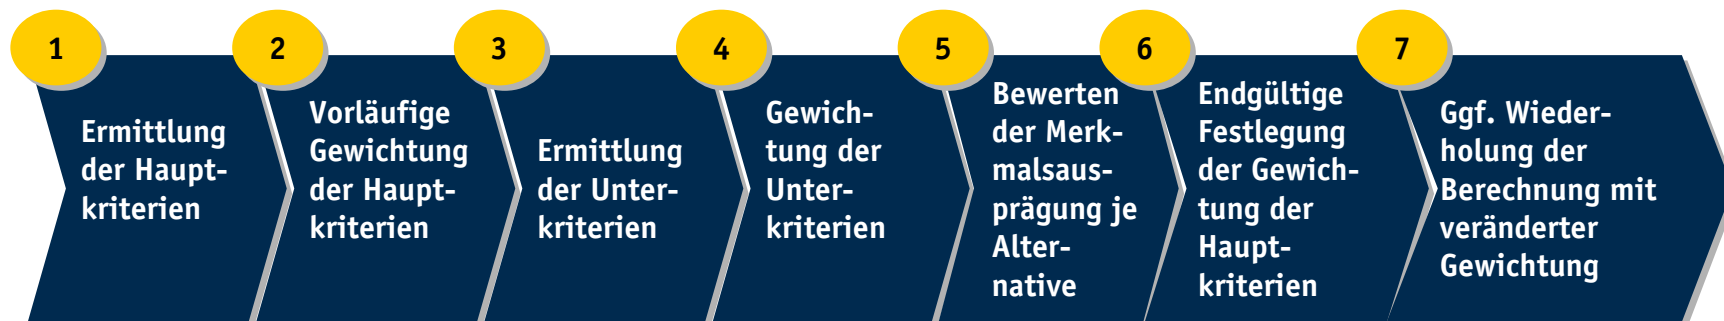 1
Ermittlung
der Haupt-
kriterien
2
Vorläufige
Gewichtung
der Haupt-
kriterien
3
Ermittlung
der Unter-
kriterien
4
Gewich-
tung der
Unter-
kriterien
5
Bewerten
der Merk-
malsaus-
prägung je
Alter-
native
6
Endgültige
Festlegung
der Gewich-
tung der
Haupt-
kriterien
7
Ggf. Wieder-
holung der
Berechnung mit
veränderter
Gewichtung